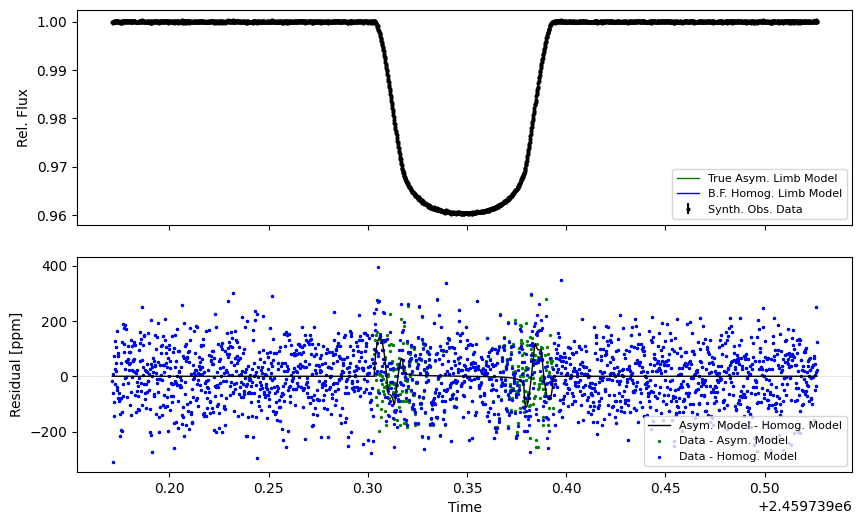 1.00
0.99
0.98
0.97
0.96
Rel. Flux
True Asym. Limb Model
B.F. Homog. Limb Model
Synth. Obs. Data
400
200
0
−200
Residual [ppm]
Asym. Model - Homog. Model
Data - Asym. Model
Data - Homog. Model
0.20
0.25
0.30
0.35
0.40
0.45
0.50
Time
+2.459739e6